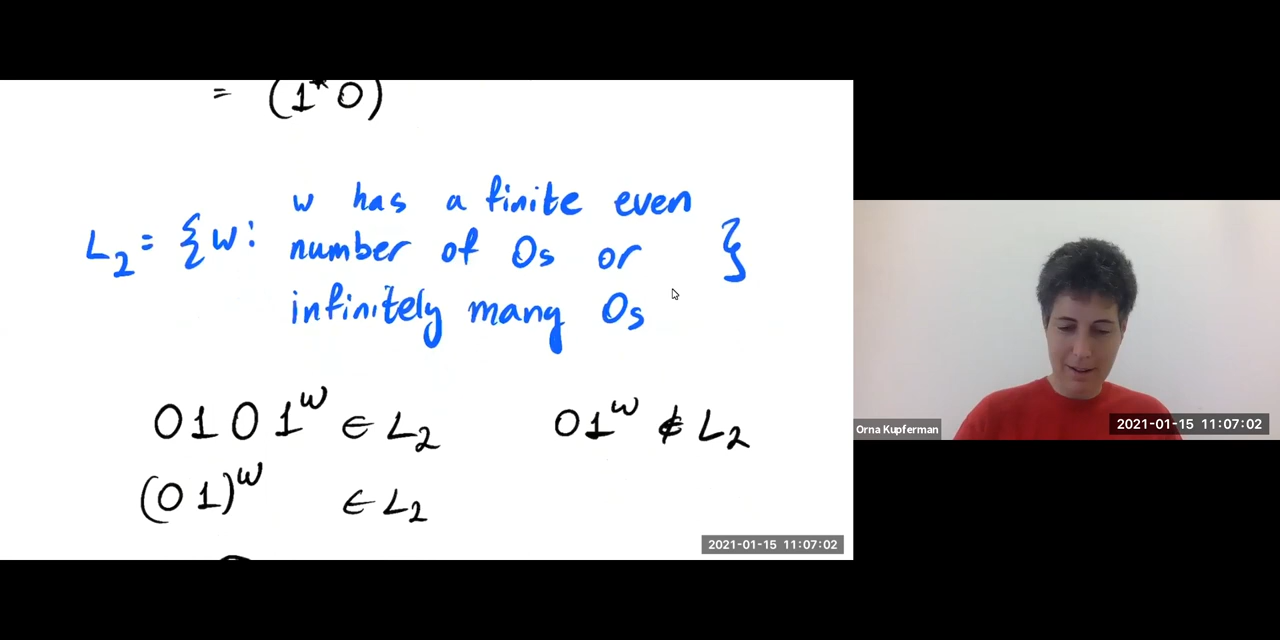 = (1*0)
w has a finite even
L2 = { w: number of 0s or }
infinitely many 0s
0101^ω ∈ L2
01^ω ∉ L2
(01)^ω ∈ L2
2021-01-15 11:07:02
Orna Kupferman
2021-01-15 11:07:02